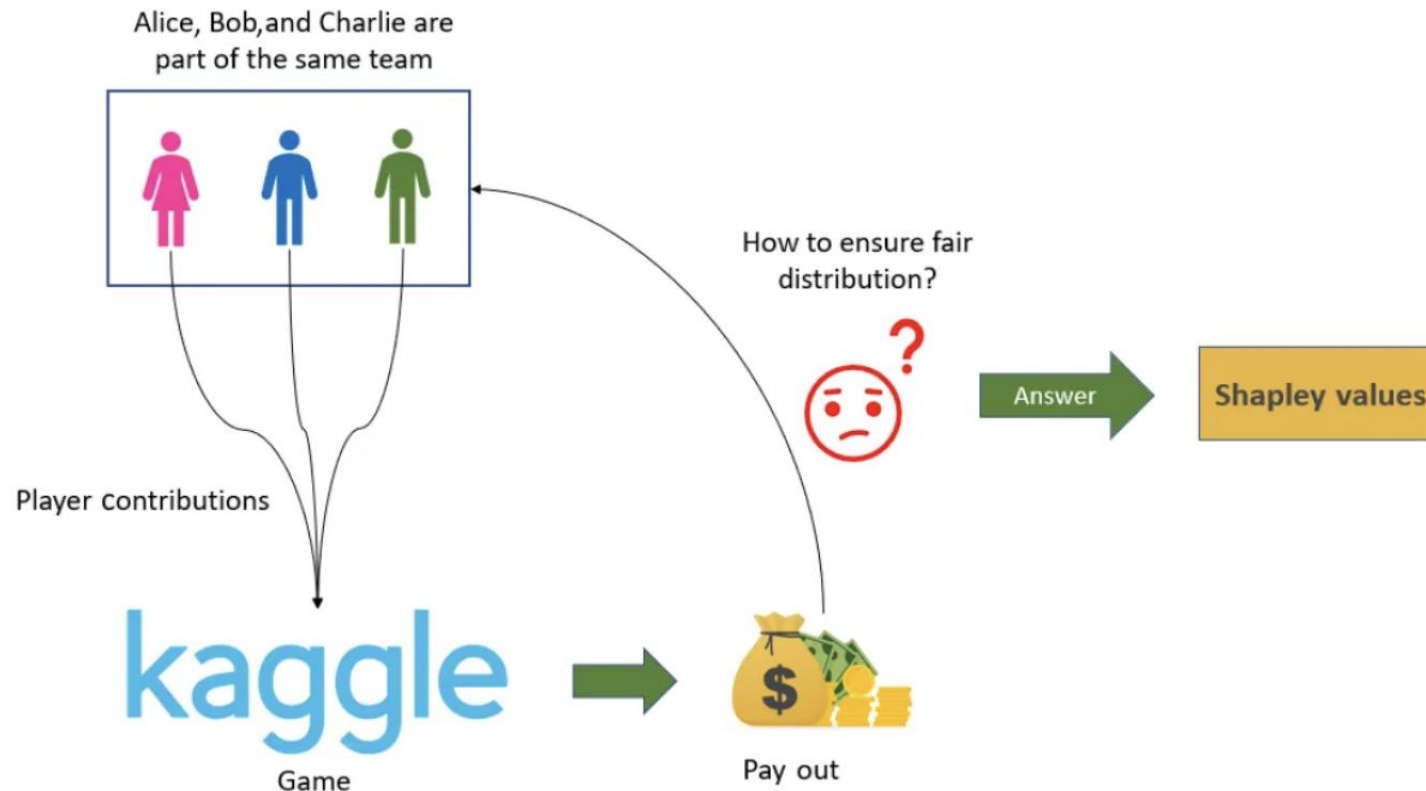 Alice, Bob,and Charlie are
part of the same team
How to ensure fair
distribution?
?
Answer
Shapley values
Player contributions
kaggle
$
Game
Pay out